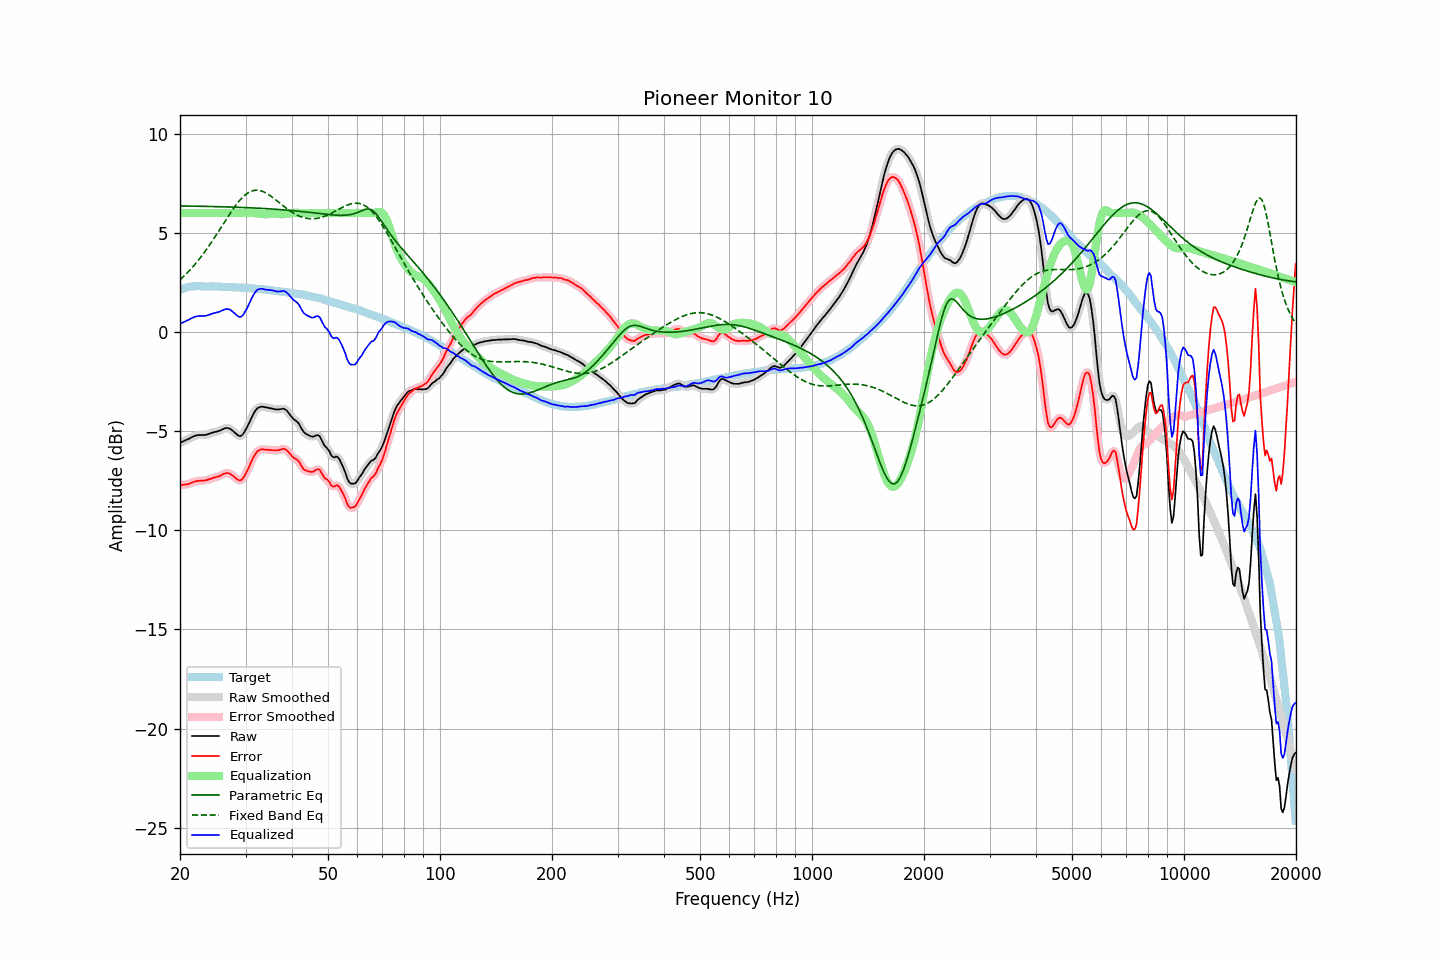 Pioneer Monitor 10
10
5
0
−5
−10
−15
−20
−25
Amplitude (dBr)
Target
Raw Smoothed
Error Smoothed
Raw
Error
Equalization
Parametric Eq
Fixed Band Eq
Equalized
20
50
100
200
500
1000
2000
5000
10000
20000
Frequency (Hz)